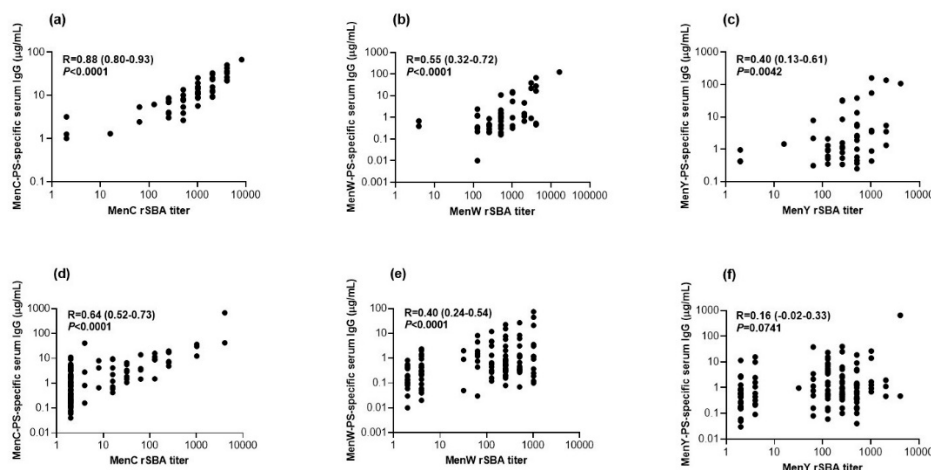 (a)
MenC-PS-specific serum IgG (µg/mL)
R=0.88 (0.80-0.93)
P<0.0001
100
10
1
0.1
1
10
100
1000
10000
MenC rSBA titer
(b)
MenW-PS-specific serum IgG (µg/mL)
R=0.55 (0.32-0.72)
P<0.0001
1000
100
10
1
0.1
0.01
0.001
1
10
100
1000
10000
100000
MenW rSBA titer
(c)
MenY-PS-specific serum IgG (µg/mL)
R=0.40 (0.13-0.61)
P=0.0042
1000
100
10
1
0.1
1
10
100
1000
10000
MenY rSBA titer
(d)
MenC-PS-specific serum IgG (µg/mL)
R=0.64 (0.52-0.73)
P<0.0001
1000
100
10
1
0.1
0.01
1
10
100
1000
10000
MenC rSBA titer
(e)
MenW-PS-specific serum IgG (µg/mL)
R=0.40 (0.24-0.54)
P<0.0001
1000
100
10
1
0.1
0.01
0.001
1
10
100
1000
10000
MenW rSBA titer
(f)
MenY-PS-specific serum IgG (µg/mL)
R=0.16 (-0.02-0.33)
P=0.0741
1000
100
10
1
0.1
0.01
1
10
100
1000
10000
MenY rSBA titer